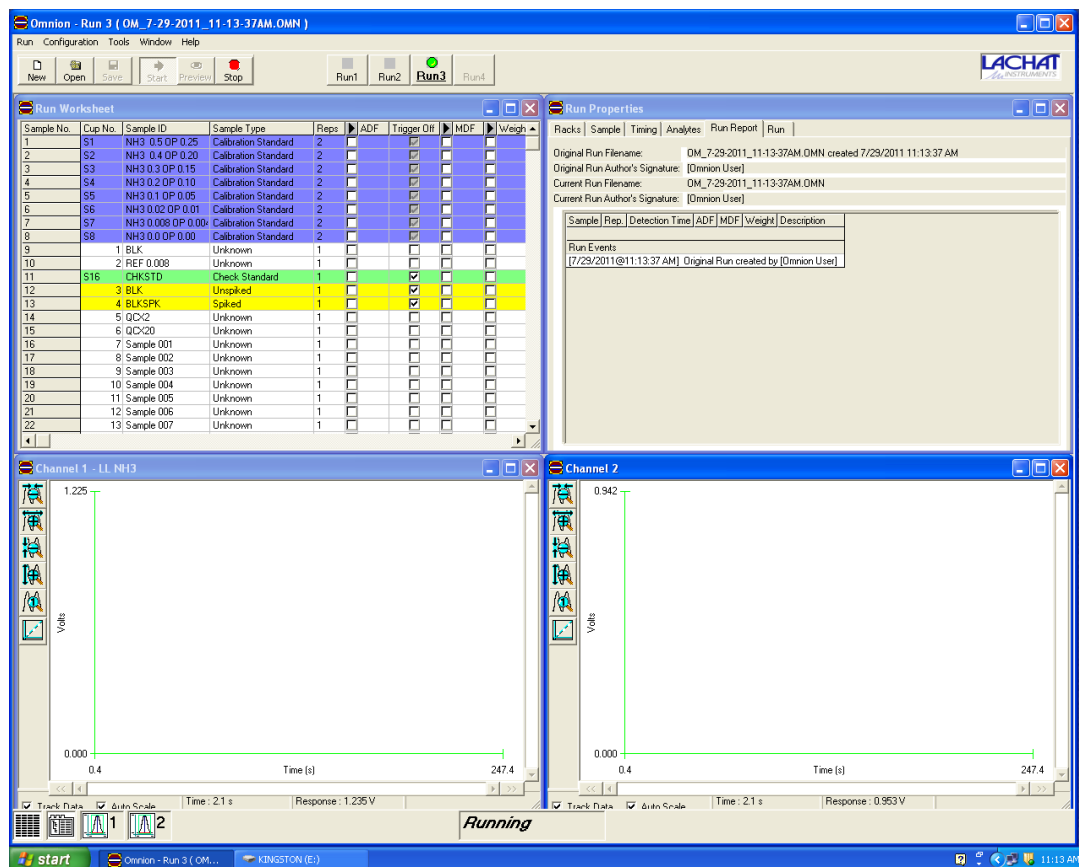 Omnion - Run 3 ( OM_7-29-2011_11-13-37AM.OMN )
Run Configuration Tools Window Help
New Open Save Start Preview Stop Run1 Run2 Run3 Run4
LACHAT
INSTRUMENTS
Run Worksheet
Sample No. Cup No. Sample ID Sample Type Reps ADF Trigger Off MDF Weigh
1 S1 NH3 0.5 OP 0.25 Calibration Standard 2
2 S2 NH3 0.4 OP 0.20 Calibration Standard 2
3 S3 NH3 0.3 OP 0.15 Calibration Standard 2
4 S4 NH3 0.2 OP 0.10 Calibration Standard 2
5 S5 NH3 0.1 OP 0.05 Calibration Standard 2
6 S6 NH3 0.02 OP 0.01 Calibration Standard 2
7 S7 NH3 0.008 OP 0.004 Calibration Standard 2
8 S8 NH3 0.0 OP 0.00 Calibration Standard 2
9 1 BLK Unknown 1
10 2 REF 0.008 Unknown 1
11 S16 CHKSTD Check Standard 1
12 3 BLK Unspiked 1
13 4 BLKSPK Spiked 1
14 5 QCX2 Unknown 1
15 6 QCX20 Unknown 1
16 7 Sample 001 Unknown 1
17 8 Sample 002 Unknown 1
18 9 Sample 003 Unknown 1
19 10 Sample 004 Unknown 1
20 11 Sample 005 Unknown 1
21 12 Sample 006 Unknown 1
22 13 Sample 007 Unknown 1
Run Properties
Racks Sample Timing Analytes Run Report Run
Original Run Filename: OM_7-29-2011_11-13-37AM.OMN created 7/29/2011 11:13:37 AM
Original Run Author's Signature: [Omnion User]
Current Run Filename: OM_7-29-2011_11-13-37AM.OMN
Current Run Author's Signature: [Omnion User]
Sample Rep. Detection Time ADF MDF Weight Description
Run Events
[7/29/2011@11:13:37 AM] Original Run created by [Omnion User]
Channel 1 - LL NH3
1.225
Volts
0.000
0.4 Time (s) 247.4
<< >>
Track Data Auto Scale Time : 2.1 s Response : 1.235 V
Channel 2
0.942
Volts
0.000
0.4 Time (s) 247.4
<< >>
Track Data Auto Scale Time : 2.1 s Response : 0.953 V
1 2 Running
start Omnion - Run 3 ( OM... KINGSTON (E:) 11:13 AM